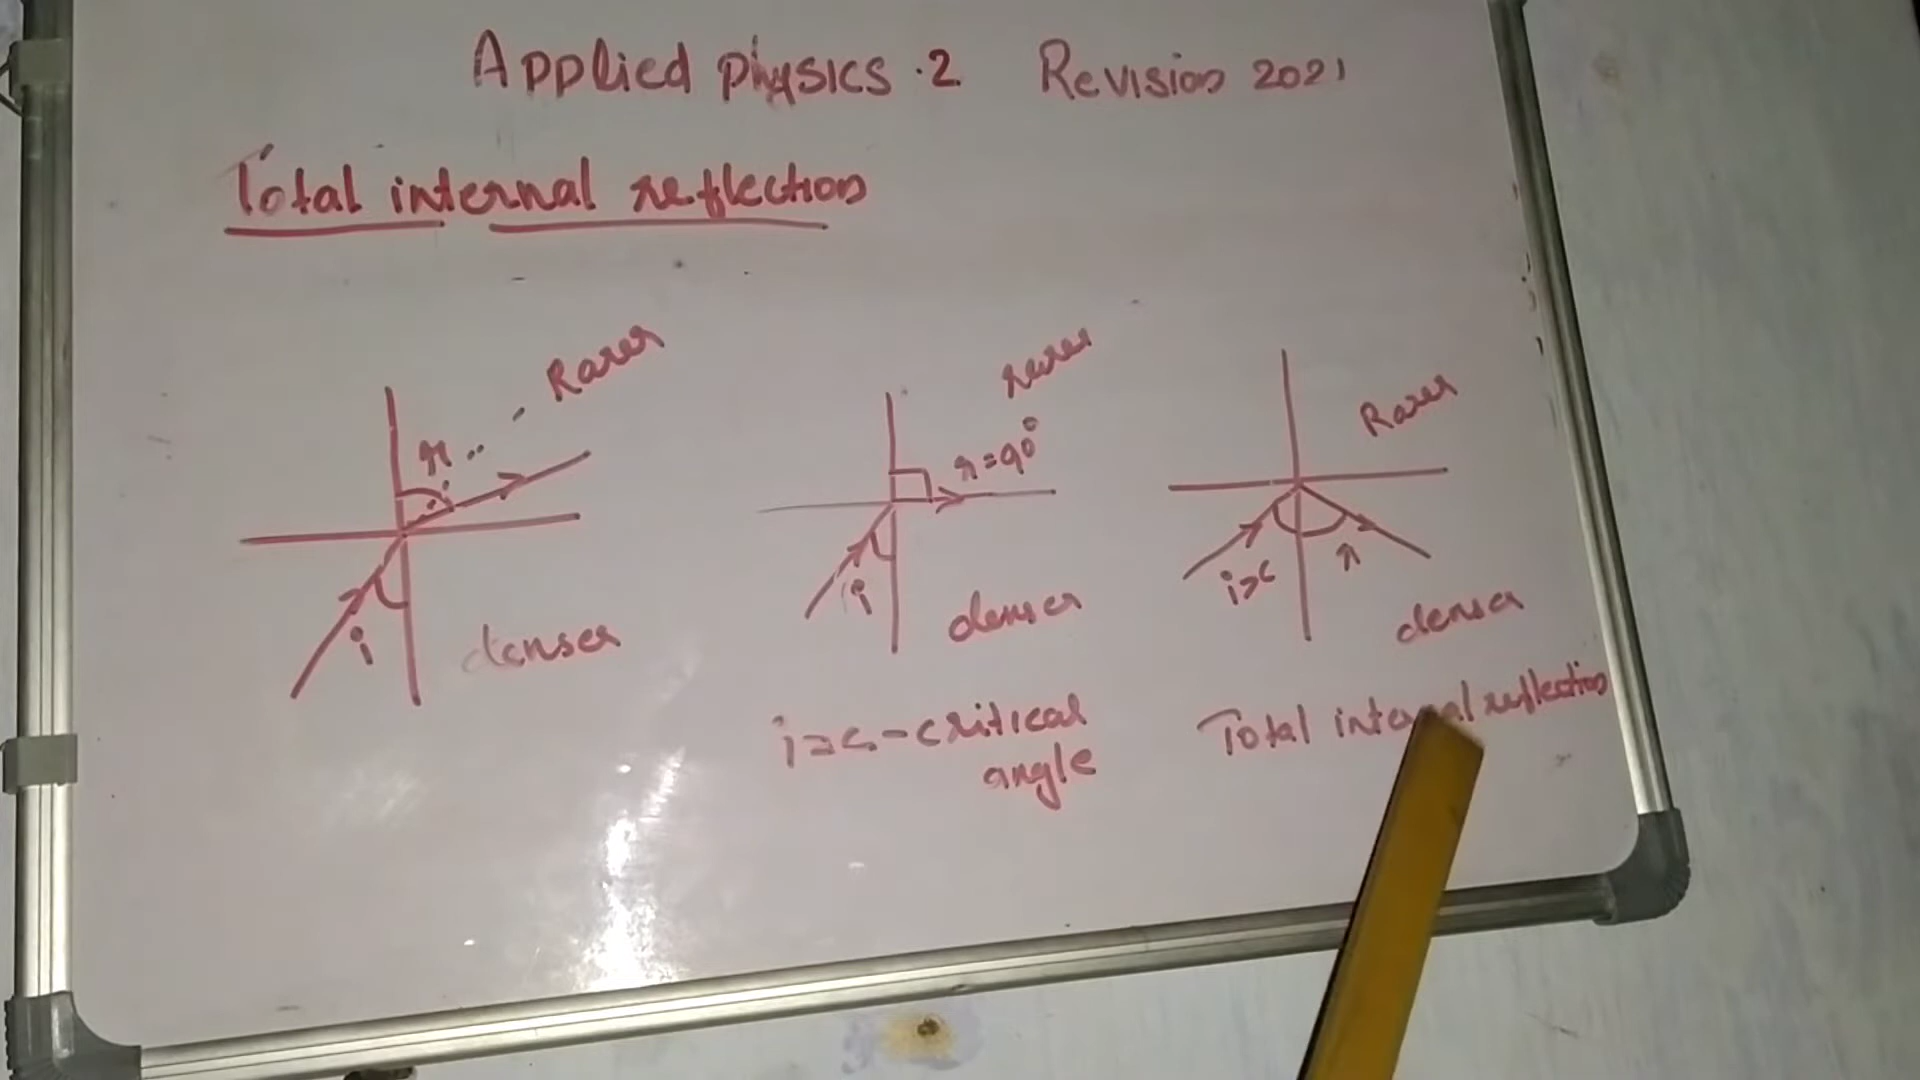 Applied physics .2 Revision 2021
Total internal reflection
Rarer
r
i
denser
rarer
r=90°
i
denser
i=c - critical
angle
Rarer
i>c
r
denser
Total internal reflection